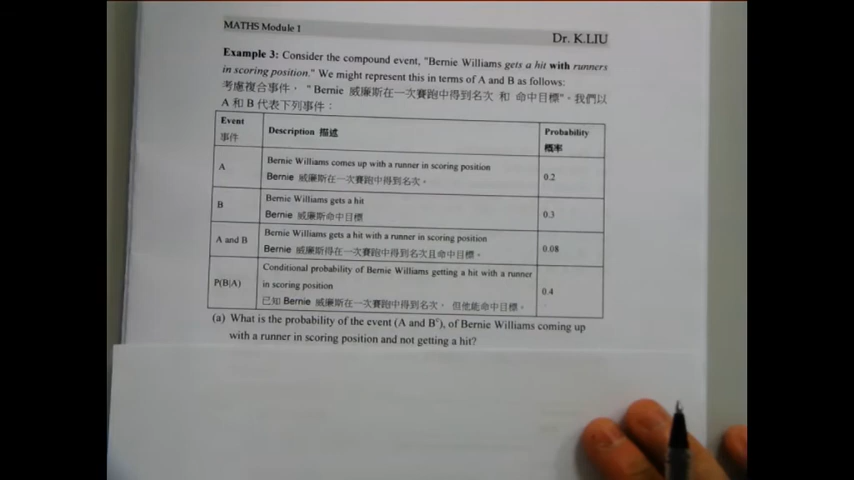 MATHS Module 1
Dr. K.LIU
Example 3: Consider the compound event, "Bernie Williams gets a hit with runners
in scoring position." We might represent this in terms of A and B as follows:
考慮複合事件， " Bernie 威廉斯在一次賽跑中得到名次 和 命中目標"。我們以
A 和 B 代表下列事件：
Event
事件
Description 描述
Probability
概率
A
Bernie Williams comes up with a runner in scoring position
Bernie 威廉斯在一次賽跑中得到名次。
0.2
B
Bernie Williams gets a hit
Bernie 威廉斯命中目標
0.3
A and B
Bernie Williams gets a hit with a runner in scoring position
Bernie 威廉斯得在一次賽跑中得到名次且命中目標。
0.08
P(B|A)
Conditional probability of Bernie Williams getting a hit with a runner
in scoring position
已知 Bernie 威廉斯在一次賽跑中得到名次， 但他能命中目標。
0.4
(a) What is the probability of the event (A and Bᶜ), of Bernie Williams coming up
with a runner in scoring position and not getting a hit?